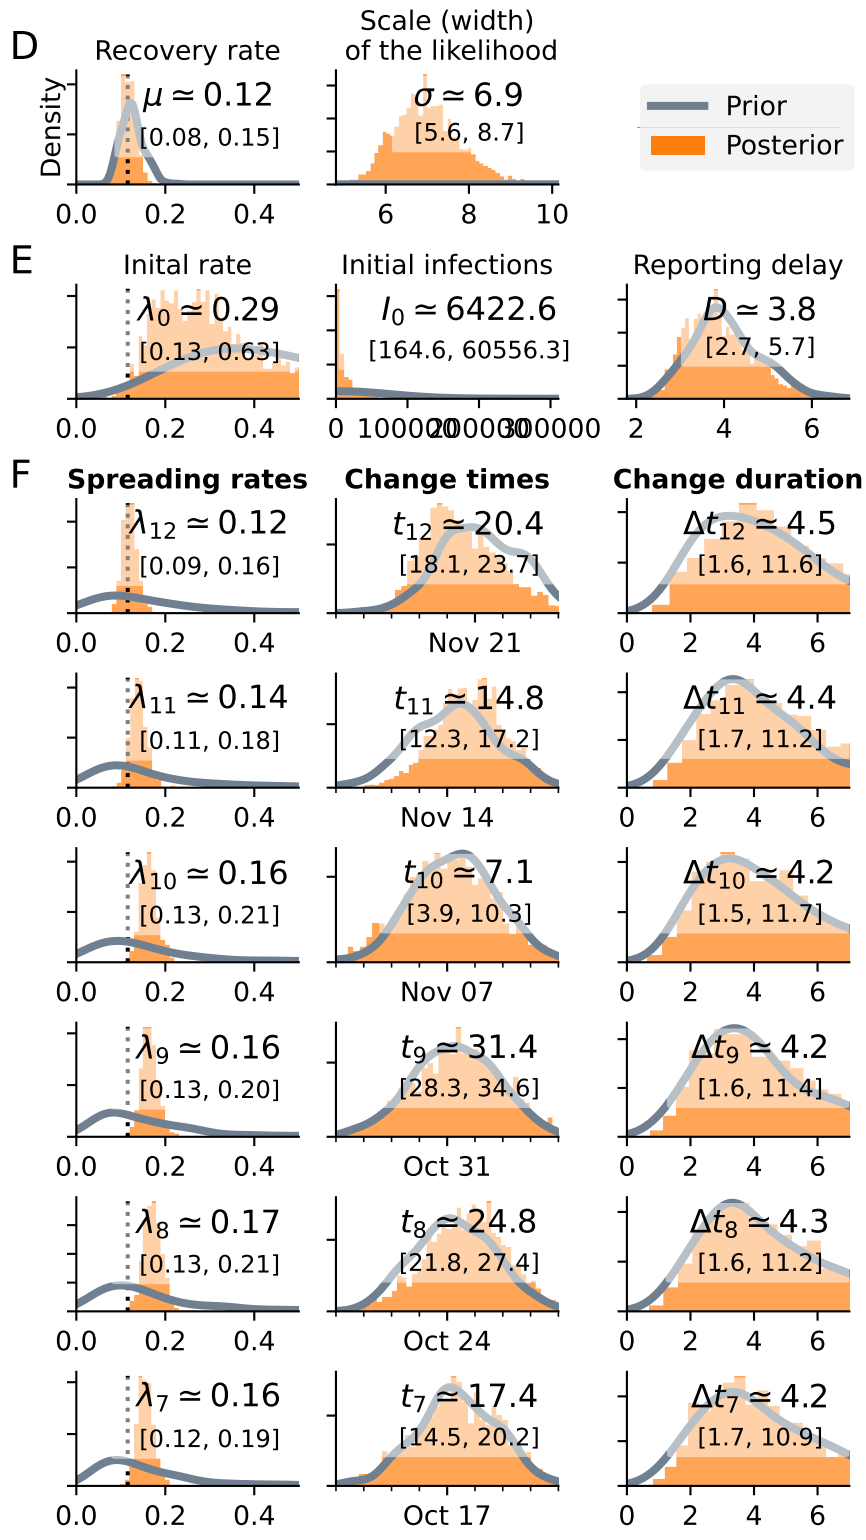 D
Recovery rate
Scale (width)
of the likelihood
Density
μ ≃ 0.12
[0.08, 0.15]
0.0 0.2 0.4
σ ≃ 6.9
[5.6, 8.7]
6 8 10
Prior
Posterior
E
Inital rate
Initial infections
Reporting delay
λ0 ≃ 0.29
[0.13, 0.63]
0.0 0.2 0.4
I0 ≃ 6422.6
[164.6, 60556.3]
0 100000 200000 300000
D ≃ 3.8
[2.7, 5.7]
2 4 6
F
Spreading rates
Change times
Change duration
λ12 ≃ 0.12
[0.09, 0.16]
0.0 0.2 0.4
t12 ≃ 20.4
[18.1, 23.7]
Nov 21
Δt12 ≃ 4.5
[1.6, 11.6]
0 2 4 6
λ11 ≃ 0.14
[0.11, 0.18]
0.0 0.2 0.4
t11 ≃ 14.8
[12.3, 17.2]
Nov 14
Δt11 ≃ 4.4
[1.7, 11.2]
0 2 4 6
λ10 ≃ 0.16
[0.13, 0.21]
0.0 0.2 0.4
t10 ≃ 7.1
[3.9, 10.3]
Nov 07
Δt10 ≃ 4.2
[1.5, 11.7]
0 2 4 6
λ9 ≃ 0.16
[0.13, 0.20]
0.0 0.2 0.4
t9 ≃ 31.4
[28.3, 34.6]
Oct 31
Δt9 ≃ 4.2
[1.6, 11.4]
0 2 4 6
λ8 ≃ 0.17
[0.13, 0.21]
0.0 0.2 0.4
t8 ≃ 24.8
[21.8, 27.4]
Oct 24
Δt8 ≃ 4.3
[1.6, 11.2]
0 2 4 6
λ7 ≃ 0.16
[0.12, 0.19]
0.0 0.2 0.4
t7 ≃ 17.4
[14.5, 20.2]
Oct 17
Δt7 ≃ 4.2
[1.7, 10.9]
0 2 4 6